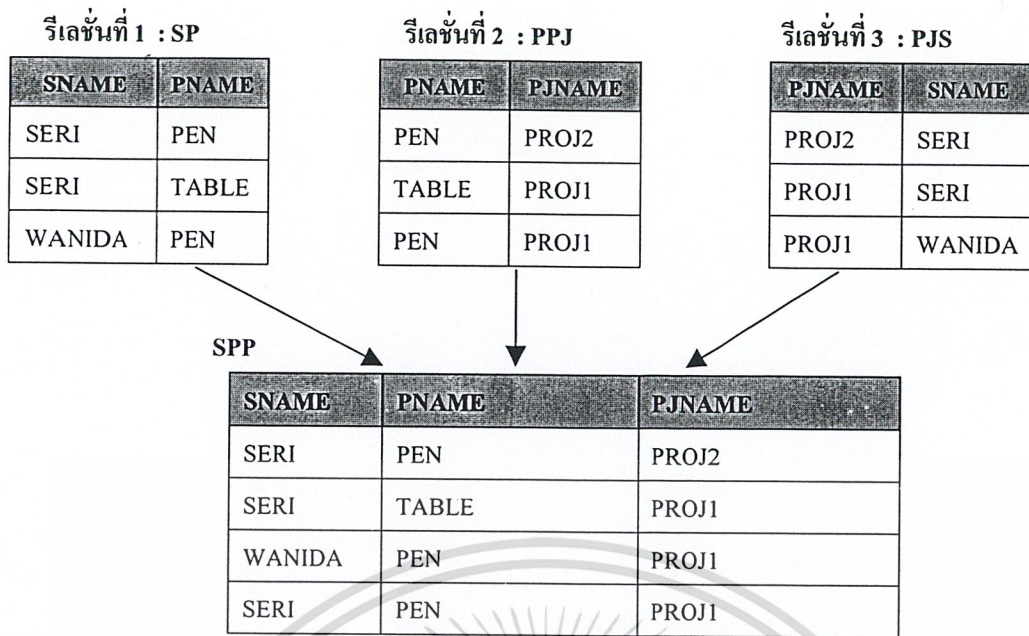 รีเลชั่นที่ 1 : SP
รีเลชั่นที่ 2 : PPJ
รีเลชั่นที่ 3 : PJS
SNAME PNAME
SERI PEN
SERI TABLE
WANIDA PEN
PNAME PJNAME
PEN PROJ2
TABLE PROJ1
PEN PROJ1
PJNAME SNAME
PROJ2 SERI
PROJ1 SERI
PROJ1 WANIDA
SPP
SNAME PNAME PJNAME
SERI PEN PROJ2
SERI TABLE PROJ1
WANIDA PEN PROJ1
SERI PEN PROJ1